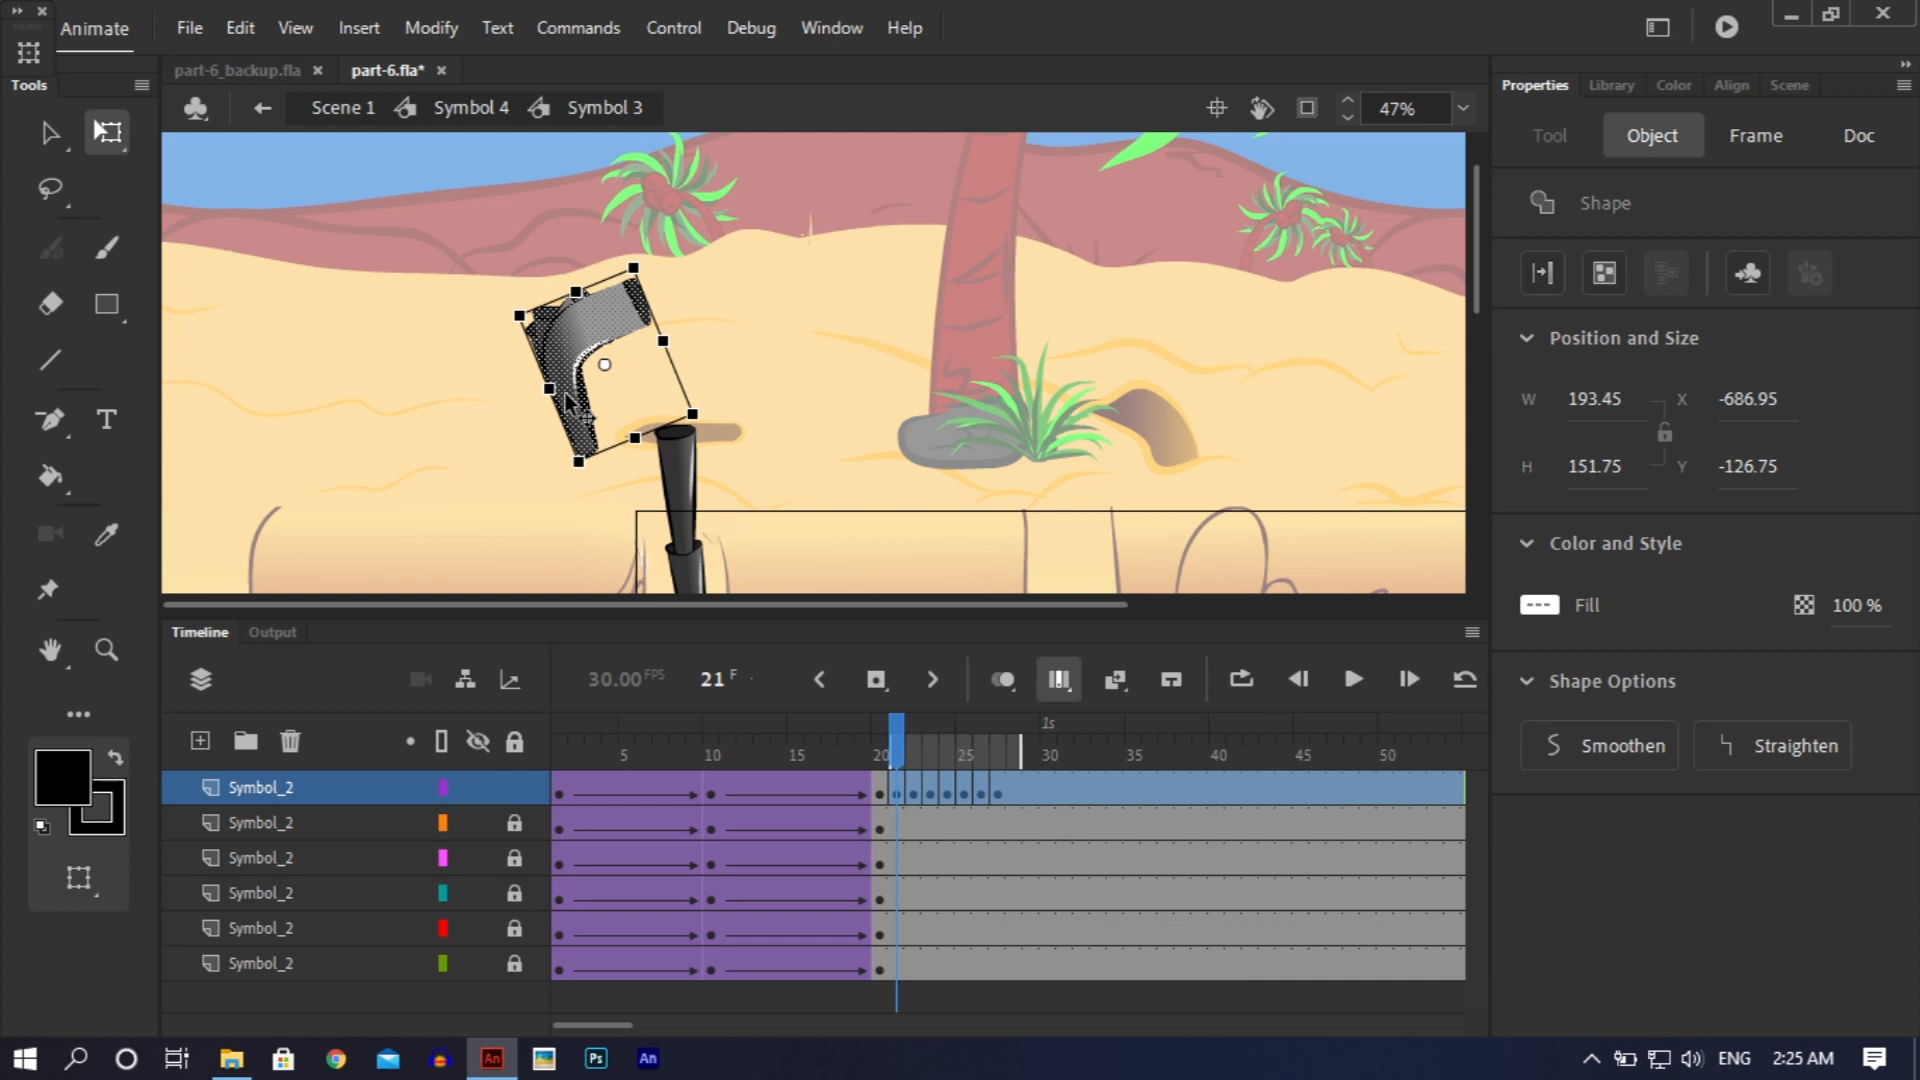 Animate
File Edit View Insert Modify Text Commands Control Debug Window Help
Tools
part-6_backup.fla
part-6.fla*
Scene 1 Symbol 4 Symbol 3
47%
Properties Library Color Align Scene
Tool Object Frame Doc
Shape
Position and Size
W 193.45 X -686.95
H 151.75 Y -126.75
Color and Style
Fill 100 %
Shape Options
Smoothen Straighten
T
Timeline Output
30.00 FPS 21 F
1s
5 10 15 20 25 30 35 40 45 50
Symbol_2
Symbol_2
Symbol_2
Symbol_2
Symbol_2
Symbol_2
An Ps An
ENG 2:25 AM